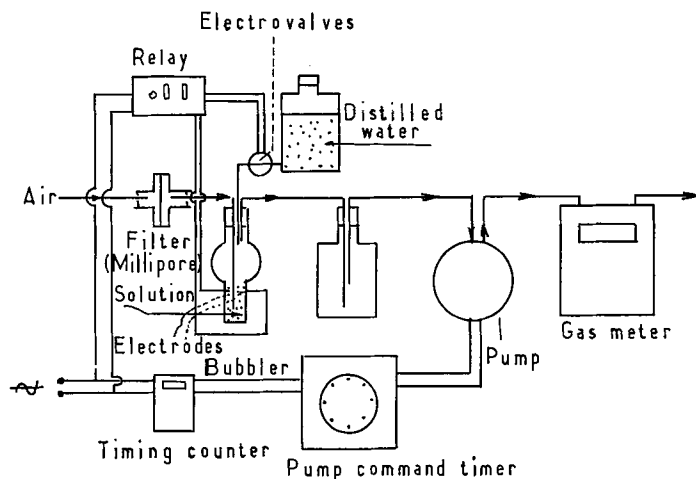 Electrovalves
Relay
Distilled
water
Air
Filter
(Millipore)
Solution
Electrodes
Bubbler
Pump
Gas meter
Timing counter
Pump command timer